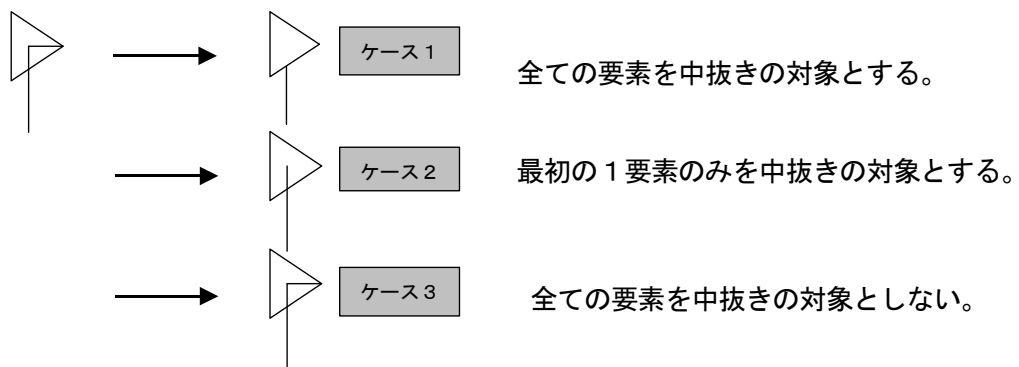 ケース１
全ての要素を中抜きの対象とする。
ケース２
最初の１要素のみを中抜きの対象とする。
ケース３
全ての要素を中抜きの対象としない。